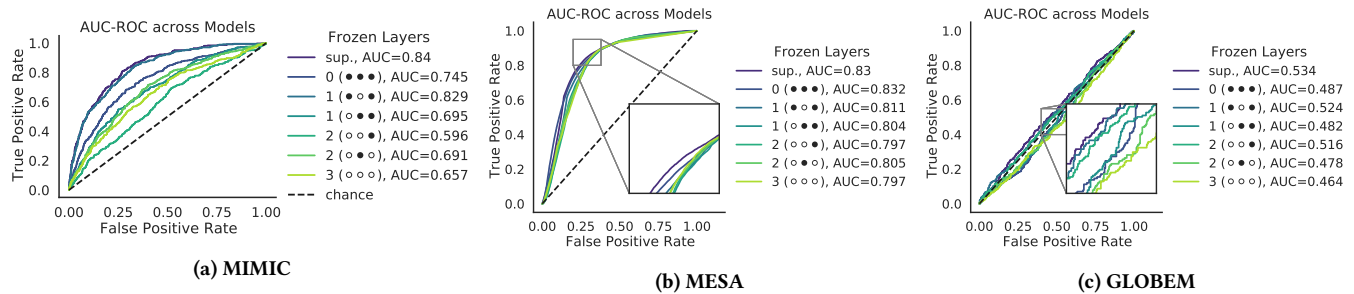 AUC-ROC across Models
True Positive Rate
1.0
0.8
0.6
0.4
0.2
0.0
0.00 0.25 0.50 0.75 1.00
False Positive Rate
Frozen Layers
sup., AUC=0.84
0 (●●●), AUC=0.745
1 (●○●), AUC=0.829
1 (○●●), AUC=0.695
2 (○○●), AUC=0.596
2 (○●○), AUC=0.691
3 (○○○), AUC=0.657
chance
(a) MIMIC
AUC-ROC across Models
True Positive Rate
1.0
0.8
0.6
0.4
0.2
0.0
0.00 0.25 0.50 0.75 1.00
False Positive Rate
Frozen Layers
sup., AUC=0.83
0 (●●●), AUC=0.832
1 (●○●), AUC=0.811
1 (○●●), AUC=0.804
2 (○○●), AUC=0.797
2 (○●○), AUC=0.805
3 (○○○), AUC=0.797
(b) MESA
AUC-ROC across Models
True Positive Rate
1.0
0.8
0.6
0.4
0.2
0.0
0.00 0.25 0.50 0.75 1.00
False Positive Rate
Frozen Layers
sup., AUC=0.534
0 (●●●), AUC=0.487
1 (●○●), AUC=0.524
1 (○●●), AUC=0.482
2 (○○●), AUC=0.516
2 (○●○), AUC=0.478
3 (○○○), AUC=0.464
(c) GLOBEM